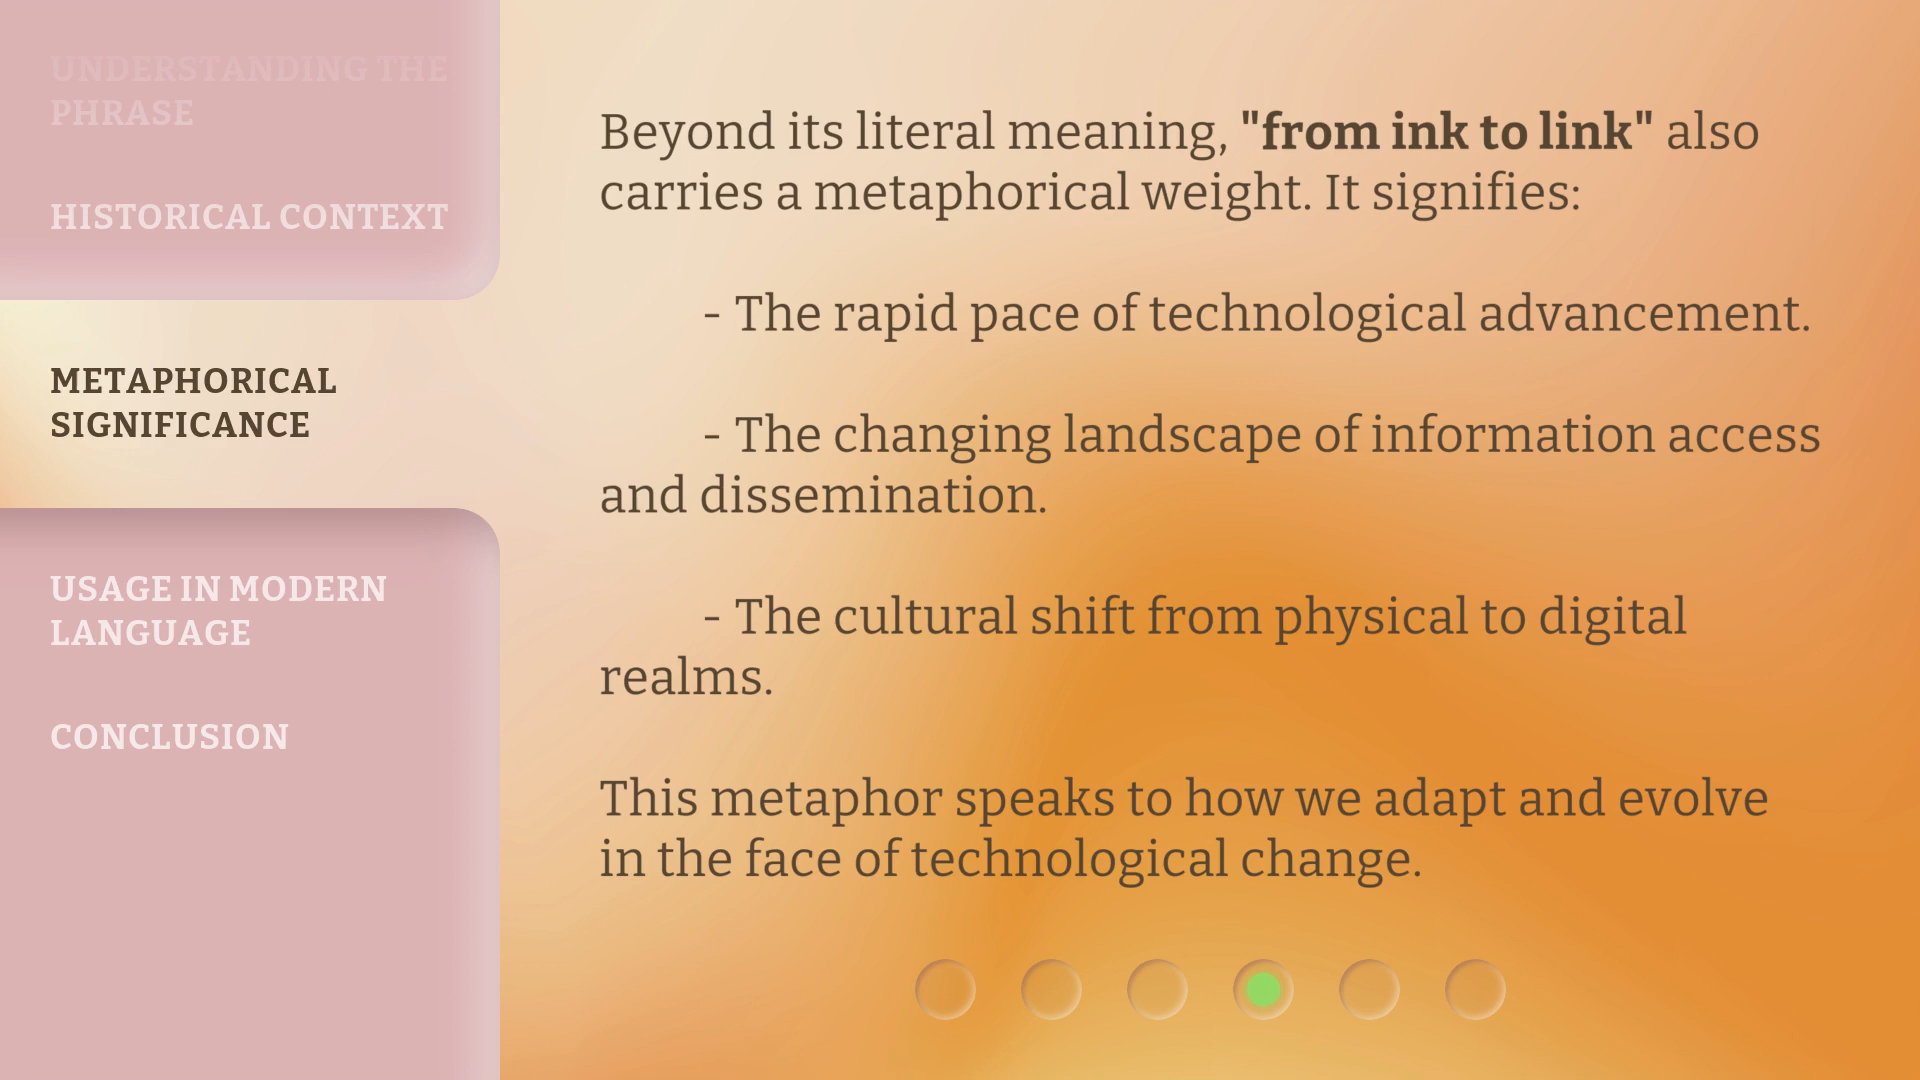 UNDERSTANDING THE
PHRASE
HISTORICAL CONTEXT
METAPHORICAL
SIGNIFICANCE
USAGE IN MODERN
LANGUAGE
CONCLUSION
Beyond its literal meaning, "from ink to link" also
carries a metaphorical weight. It signifies:
- The rapid pace of technological advancement.
- The changing landscape of information access
and dissemination.
- The cultural shift from physical to digital
realms.
This metaphor speaks to how we adapt and evolve
in the face of technological change.